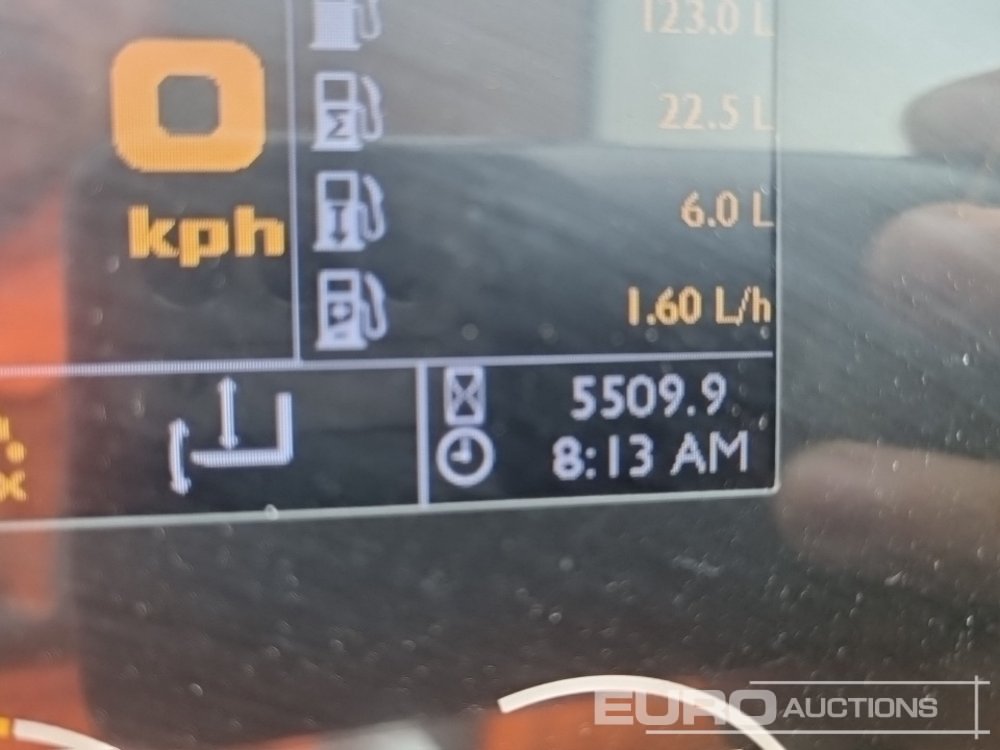 0
kph
123.0 L
22.5 L
6.0 L
1.60 L/h
5509.9
8:13 AM
EURO AUCTIONS